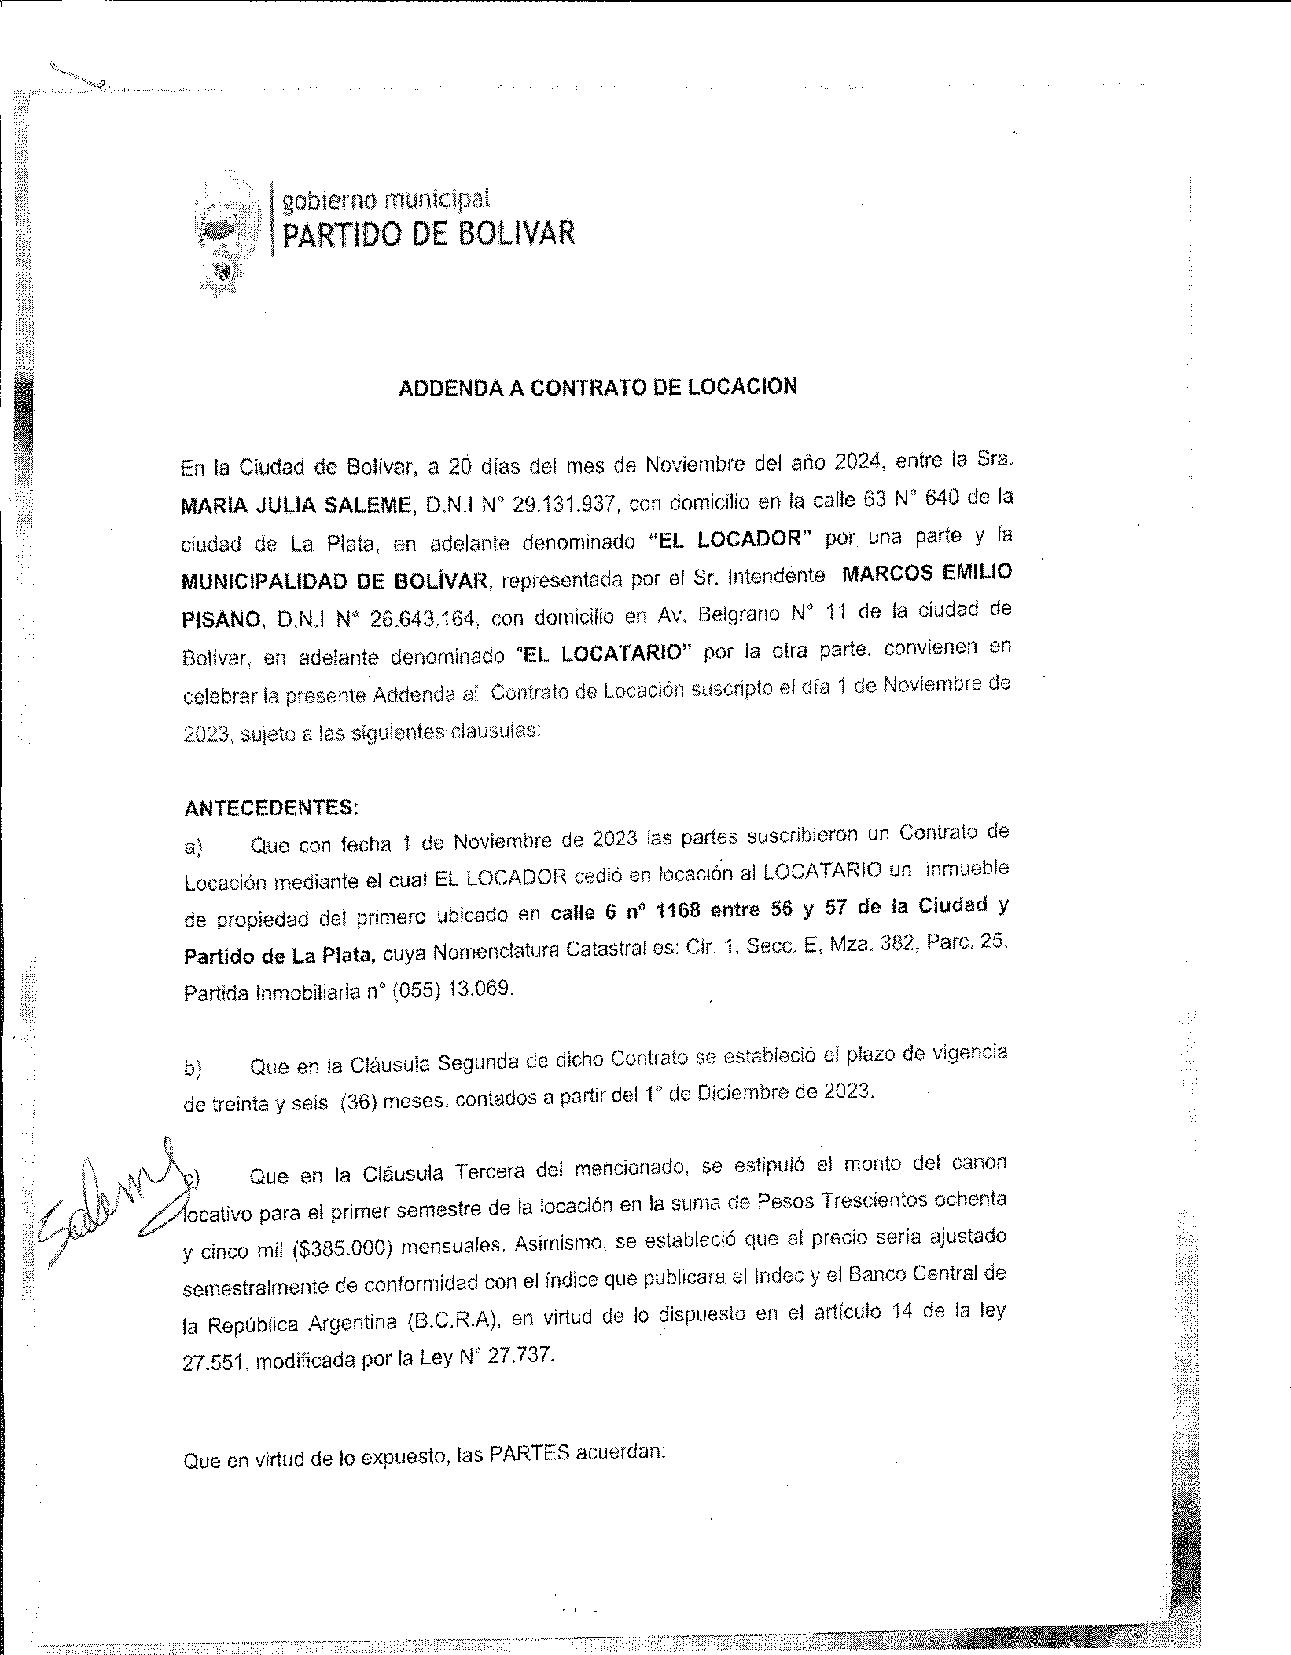 gobierno municipal
PARTIDO DE BOLIVAR
ADDENDA A CONTRATO DE LOCACION
En la Ciudad de Bolívar, a 20 días del mes de Noviembre del año 2024, entre la Sra.
MARIA JULIA SALEME, D.N.I N° 29.131.937, con domicilio en la calle 63 N° 640 de la
ciudad de La Plata, en adelante denominado "EL LOCADOR" por una parte y la
MUNICIPALIDAD DE BOLÍVAR, representada por el Sr. Intendente MARCOS EMILIO
PISANO, D.N.I N° 26.643.164, con domicilio en Av. Belgrano N° 11 de la ciudad de
Bolívar, en adelante denominado "EL LOCATARIO" por la otra parte, convienen en
celebrar la presente Addenda al Contrato de Locación suscripto el día 1 de Noviembre de
2023, sujeto a las siguientes clausulas:
ANTECEDENTES:
a) Que con fecha 1 de Noviembre de 2023 las partes suscribieron un Contrato de
Locación mediante el cual EL LOCADOR cedió en locación al LOCATARIO un inmueble
de propiedad del primero ubicado en calle 6 nº 1168 entre 56 y 57 de la Ciudad y
Partido de La Plata, cuya Nomenclatura Catastral es: Cir. 1, Secc. E, Mza. 382, Parc. 25,
Partida Inmobiliaria n° (055) 13.069.
b) Que en la Cláusula Segunda de dicho Contrato se estableció el plazo de vigencia
de treinta y seis (36) meses, contados a partir del 1° de Diciembre de 2023.
c) Que en la Cláusula Tercera del mencionado, se estipuló el monto del canon
locativo para el primer semestre de la locación en la suma de Pesos Trescientos ochenta
y cinco mil ($385.000) mensuales. Asimismo, se estableció que el precio sería ajustado
semestralmente de conformidad con el índice que publicara el Indec y el Banco Central de
la República Argentina (B.C.R.A), en virtud de lo dispuesto en el artículo 14 de la ley
27.551, modificada por la Ley N° 27.737.
Que en virtud de lo expuesto, las PARTES acuerdan: